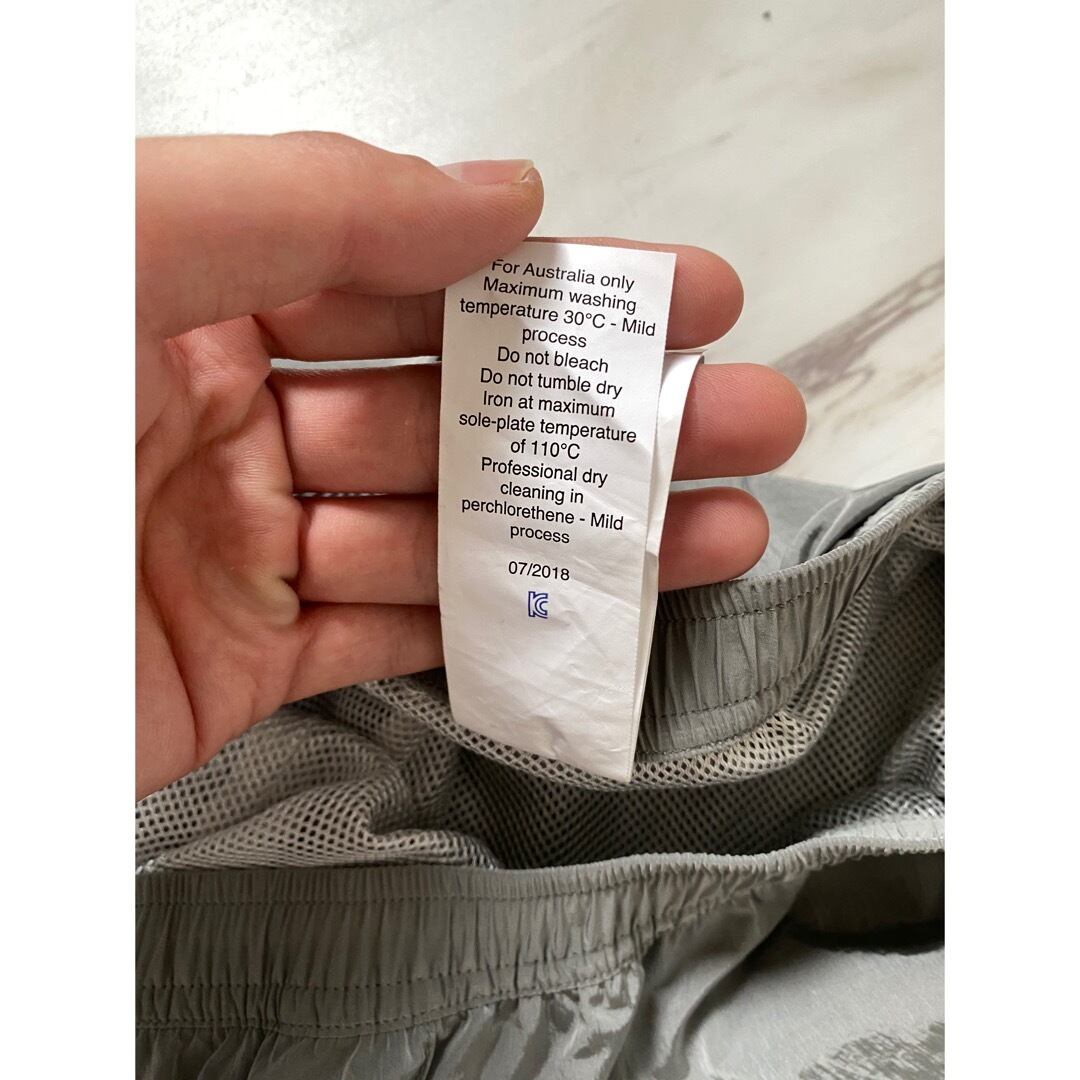 For Australia only
Maximum washing
temperature 30°C - Mild
process
Do not bleach
Do not tumble dry
Iron at maximum
sole-plate temperature
of 110°C
Professional dry
cleaning in
perchlorethene - Mild
process
07/2018
KC